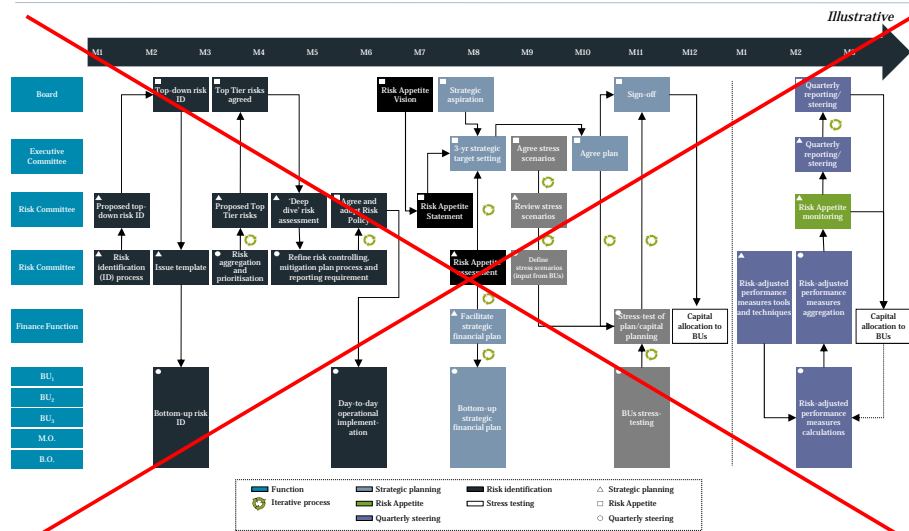 Illustrative
M1 M2 M3 M4 M5 M6 M7 M8 M9 M10 M11 M12 M1 M2 M3
Board
Top-down risk
ID
Top Tier risks
agreed
Risk Appetite
Vision
Strategic
aspiration
Sign-off
Quarterly
reporting/
steering
Executive
Committee
3-yr strategic
target setting
Agree stress
scenarios
Agree plan
Quarterly
reporting/
steering
Risk Committee
Proposed top-
down risk ID
Proposed Top
Tier risks
‘Deep
dive’ risk
assessment
Agree and
adopt Risk
Policy
Risk Appetite
Statement
Review stress
scenarios
Risk Appetite
monitoring
Risk Committee
Risk
identification
(ID) process
Issue template
Risk
aggregation
and
prioritisation
Refine risk controlling,
mitigation plan process and
reporting requirement
Risk Appetite
assessment
Define
stress scenarios
(input from BUs)
Risk-adjusted
performance
measures tools
and techniques
Risk-adjusted
performance
measures
aggregation
Finance Function
Facilitate
strategic
financial plan
Stress-test of
plan/capital
planning
Capital
allocation to
BUs
Capital
allocation to
BUs
BU1
BU2
BU3
M.O.
B.O.
Bottom-up risk
ID
Day-to-day
operational
implement-
ation
Bottom-up
strategic
financial plan
BUs stress-
testing
Risk-adjusted
performance
measures
calculations
Function
Strategic planning
Risk identification
Strategic planning
Iterative process
Risk Appetite
Stress testing
Risk Appetite
Quarterly steering
Quarterly steering